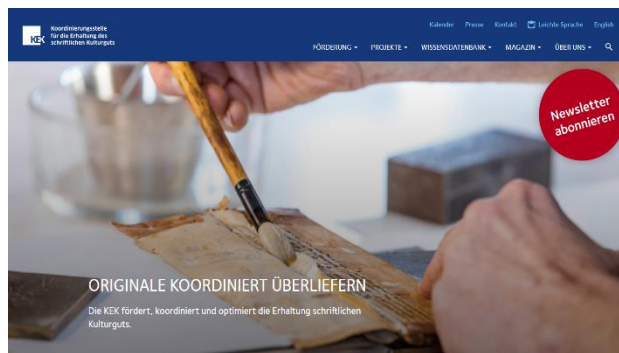 KEK
Koordinierungsstelle
für die Erhaltung des
schriftlichen Kulturguts
Kalender Presse Kontakt Leichte Sprache English
FÖRDERUNG PROJEKTE WISSENSDATENBANK MAGAZIN ÜBER UNS
Newsletter
abonnieren
ORIGINALE KOORDINIERT ÜBERLIEFERN
Die KEK fördert, koordiniert und optimiert die Erhaltung schriftlichen
Kulturguts.